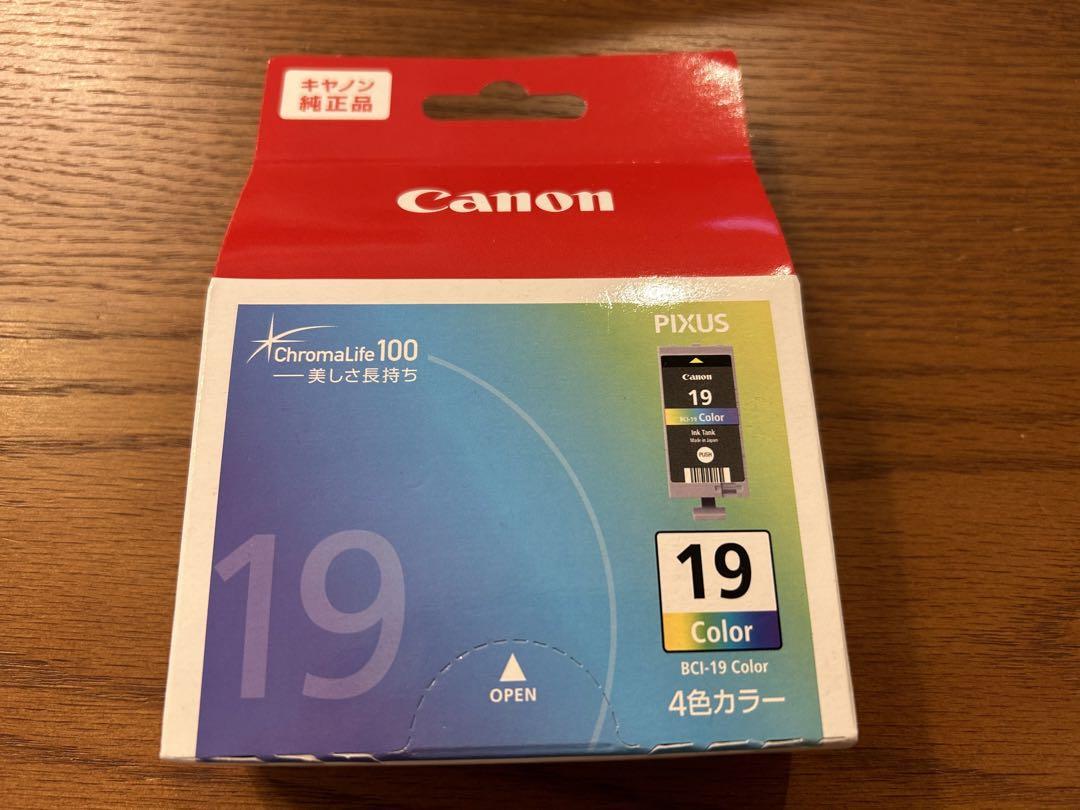 キヤノン
純正品
Canon
ChromaLife100
美しさ長持ち
PIXUS
Canon
19
BCI-19 Color
Ink Tank
Made in Japan
PUSH
19
19
Color
BCI-19 Color
4色カラー
OPEN